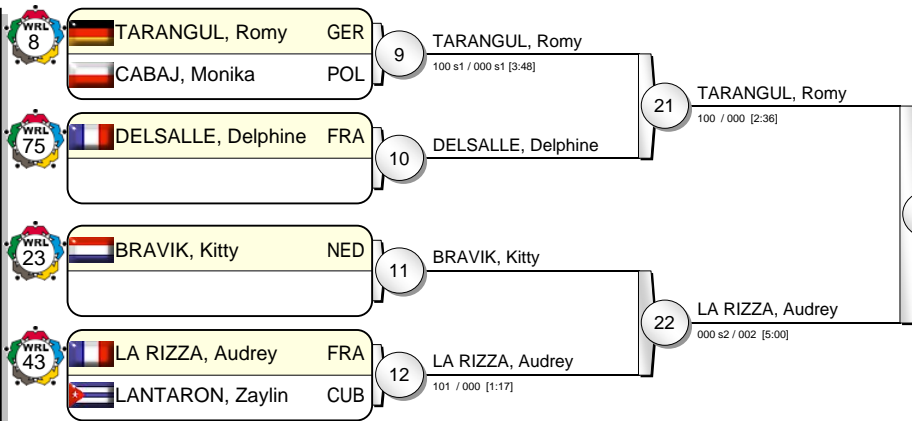 WRL
8
TARANGUL, Romy GER
CABAJ, Monika POL
9
TARANGUL, Romy
100 s1 / 000 s1 [3:48]
WRL
75
DELSALLE, Delphine FRA
10
DELSALLE, Delphine
21
TARANGUL, Romy
100 / 000 [2:36]
WRL
23
BRAVIK, Kitty NED
11
BRAVIK, Kitty
WRL
43
LA RIZZA, Audrey FRA
LANTARON, Zaylin CUB
12
LA RIZZA, Audrey
101 / 000 [1:17]
22
LA RIZZA, Audrey
000 s2 / 002 [5:00]